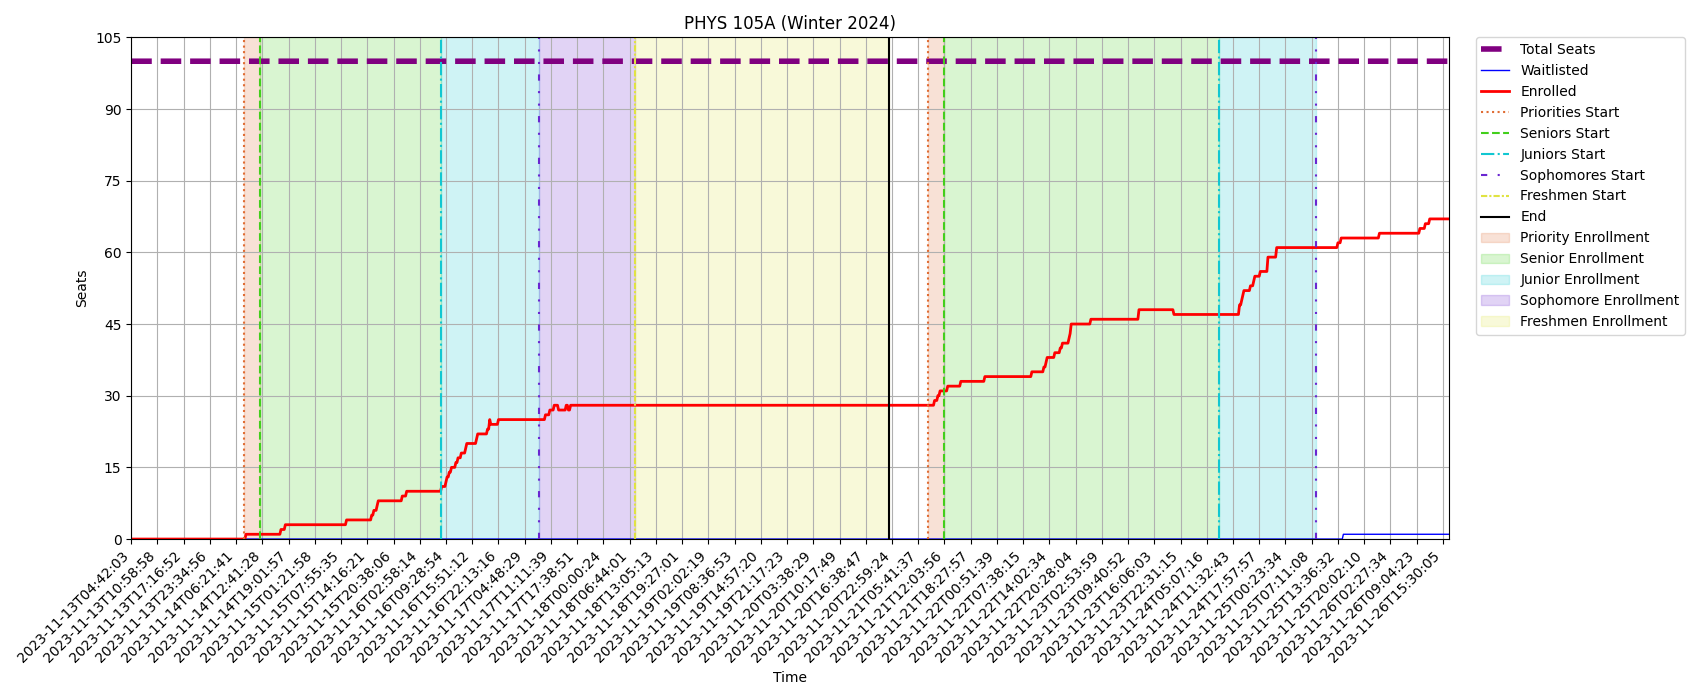 PHYS 105A (Winter 2024)
105
90
75
60
45
30
15
0
Seats
2023-11-13T04:42:03
2023-11-13T10:58:58
2023-11-13T17:16:52
2023-11-13T23:34:56
2023-11-14T06:21:41
2023-11-14T12:41:28
2023-11-14T19:01:57
2023-11-15T01:21:58
2023-11-15T07:55:35
2023-11-15T14:16:21
2023-11-15T20:38:06
2023-11-16T02:58:14
2023-11-16T09:28:54
2023-11-16T15:51:12
2023-11-16T22:13:16
2023-11-17T04:48:29
2023-11-17T11:11:39
2023-11-17T17:38:51
2023-11-18T00:00:24
2023-11-18T06:44:01
2023-11-18T13:05:13
2023-11-18T19:27:01
2023-11-19T02:02:19
2023-11-19T08:36:53
2023-11-19T14:57:20
2023-11-19T21:17:23
2023-11-20T03:38:29
2023-11-20T10:17:49
2023-11-20T16:38:47
2023-11-20T22:59:24
2023-11-21T05:41:37
2023-11-21T12:03:56
2023-11-21T18:27:57
2023-11-22T00:51:39
2023-11-22T07:38:15
2023-11-22T14:02:34
2023-11-22T20:28:04
2023-11-23T02:53:59
2023-11-23T09:40:52
2023-11-23T16:06:03
2023-11-23T22:31:15
2023-11-24T05:07:16
2023-11-24T11:32:43
2023-11-24T17:57:57
2023-11-25T00:23:34
2023-11-25T07:11:08
2023-11-25T13:36:32
2023-11-25T20:02:10
2023-11-26T02:27:34
2023-11-26T09:04:23
2023-11-26T15:30:05
Time
Total Seats
Waitlisted
Enrolled
Priorities Start
Seniors Start
Juniors Start
Sophomores Start
Freshmen Start
End
Priority Enrollment
Senior Enrollment
Junior Enrollment
Sophomore Enrollment
Freshmen Enrollment